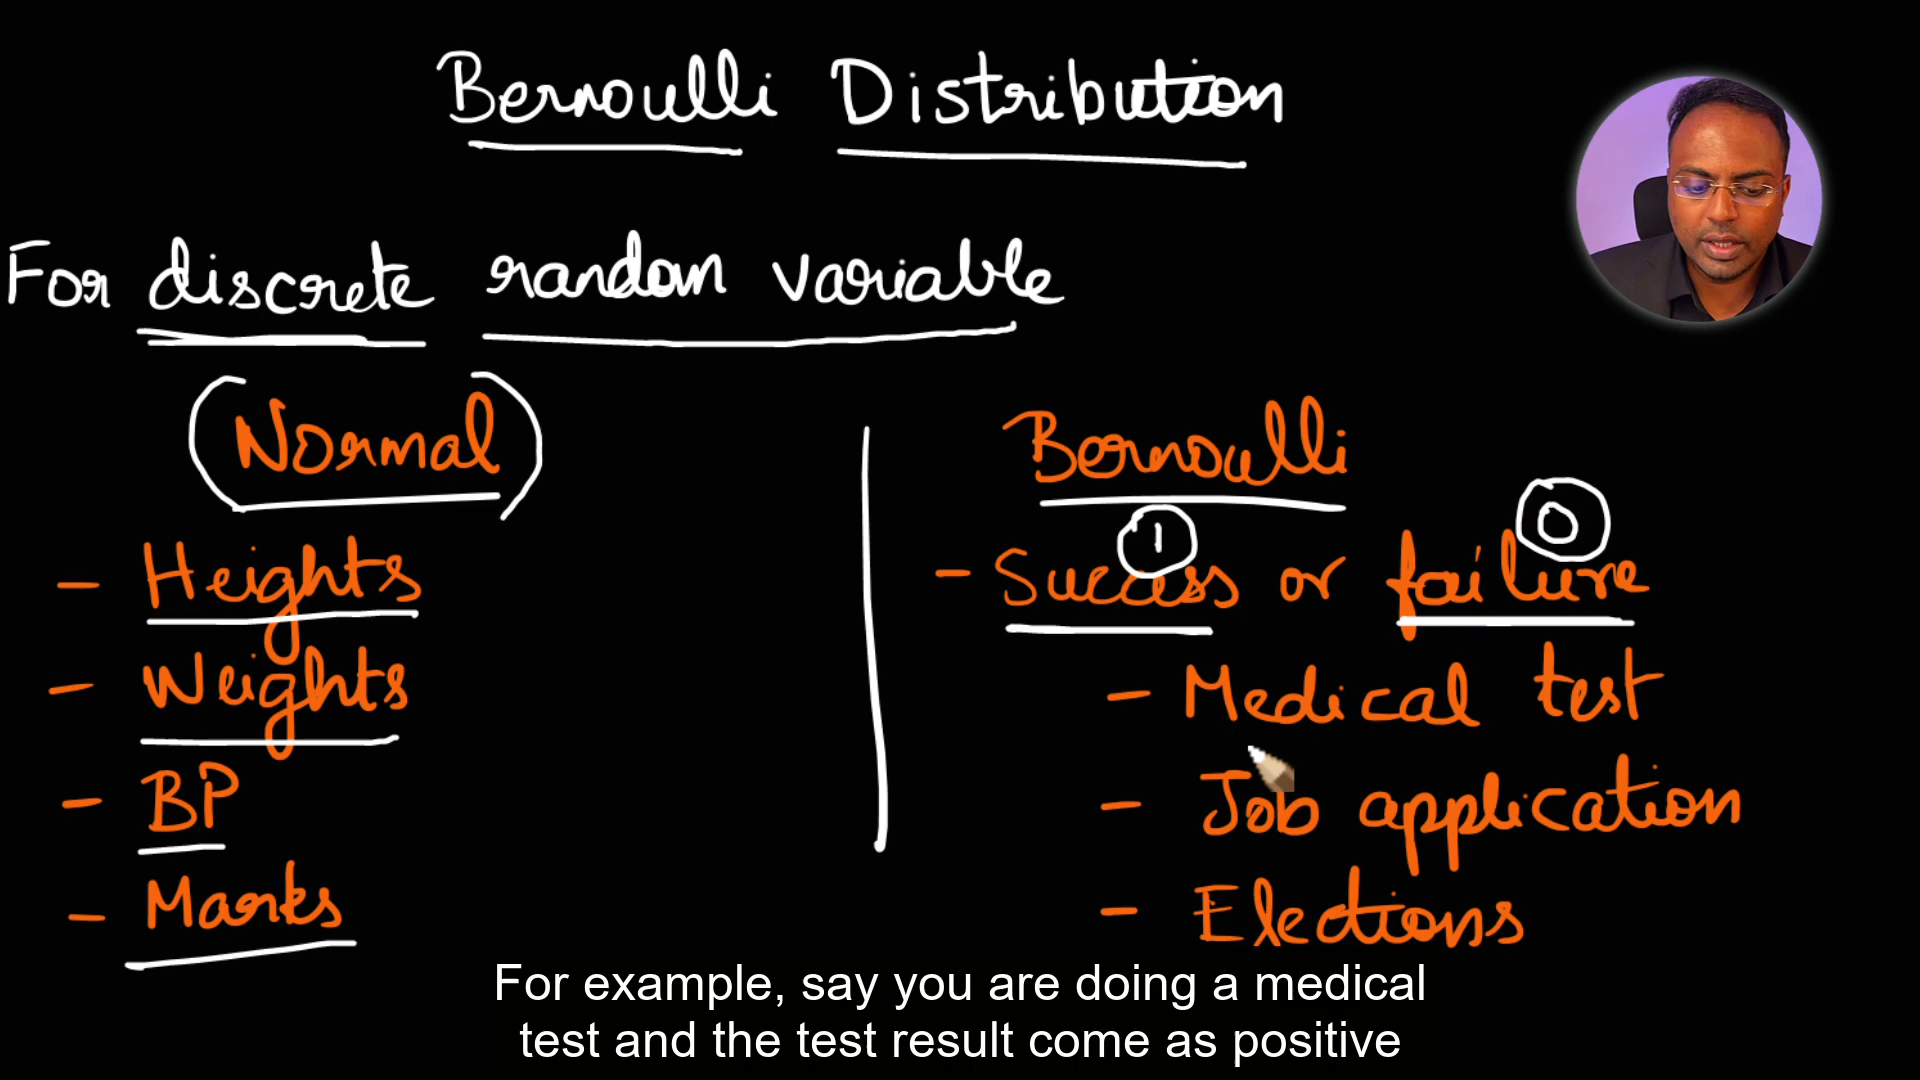 Bernoulli Distribution
For discrete random variable
Normal
- Heights
- Weights
- BP
- Marks
Bernoulli
1 0
- Success or failure
- Medical test
- Job application
- Elections
For example, say you are doing a medical
test and the test result come as positive